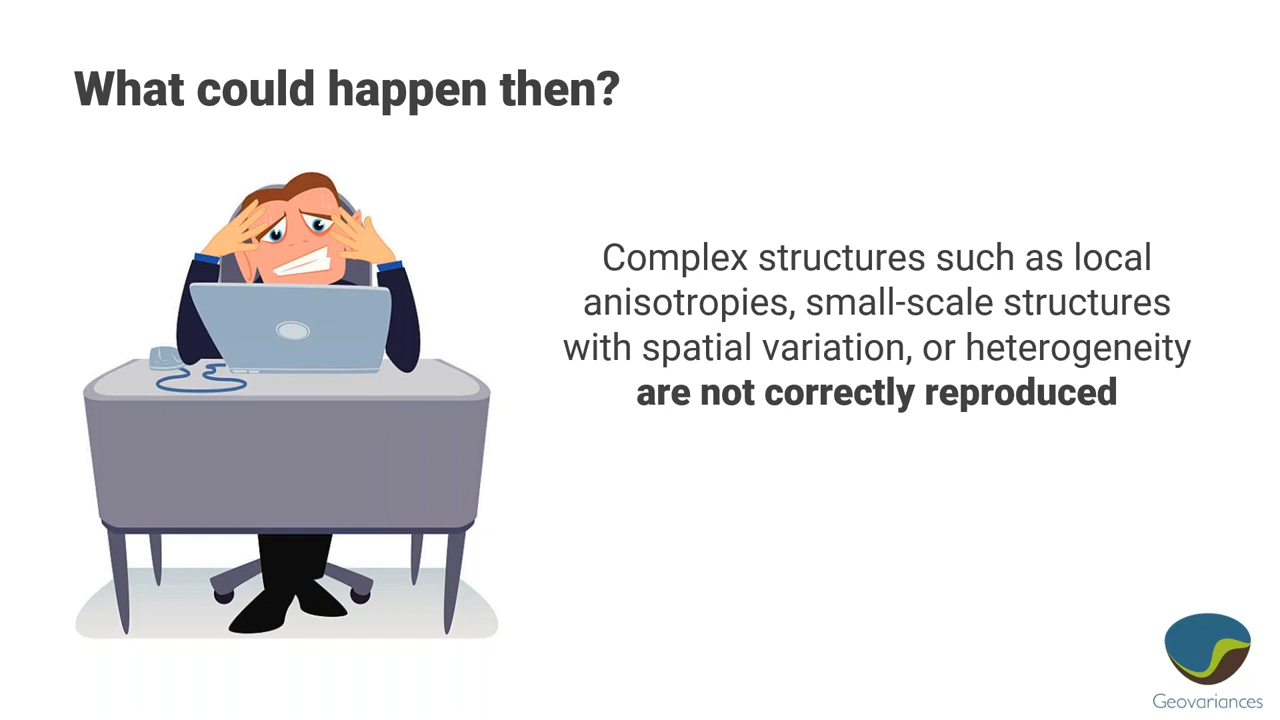 What could happen then?
Complex structures such as local
anisotropies, small-scale structures
with spatial variation, or heterogeneity
are not correctly reproduced
Geovariances